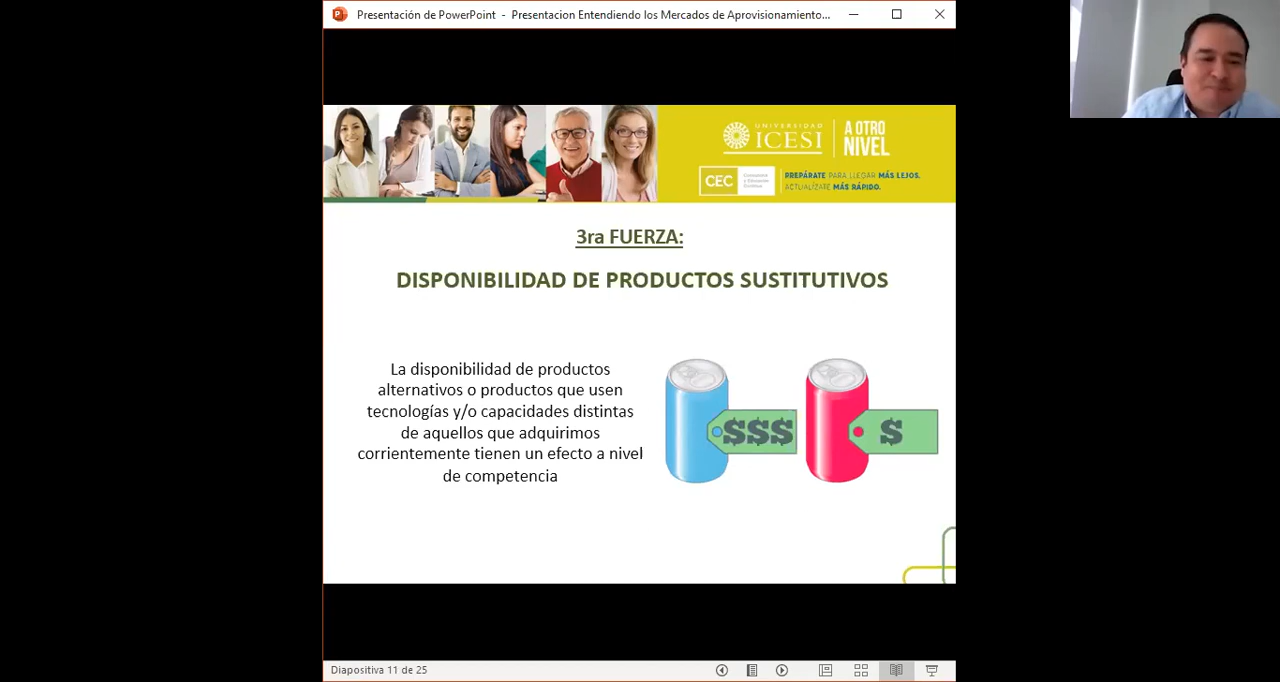 Presentación de PowerPoint - Presentacion Entendiendo los Mercados de Aprovisionamiento...
UNIVERSIDAD
ICESI
A OTRO
NIVEL
CEC
PREPÁRATE PARA LLEGAR MÁS LEJOS.
ACTUALÍZATE MÁS RÁPIDO.
3ra FUERZA:
DISPONIBILIDAD DE PRODUCTOS SUSTITUTIVOS
La disponibilidad de productos
alternativos o productos que usen
tecnologías y/o capacidades distintas
de aquellos que adquirimos
corrientemente tienen un efecto a nivel
de competencia
$$$
$
Diapositiva 11 de 25